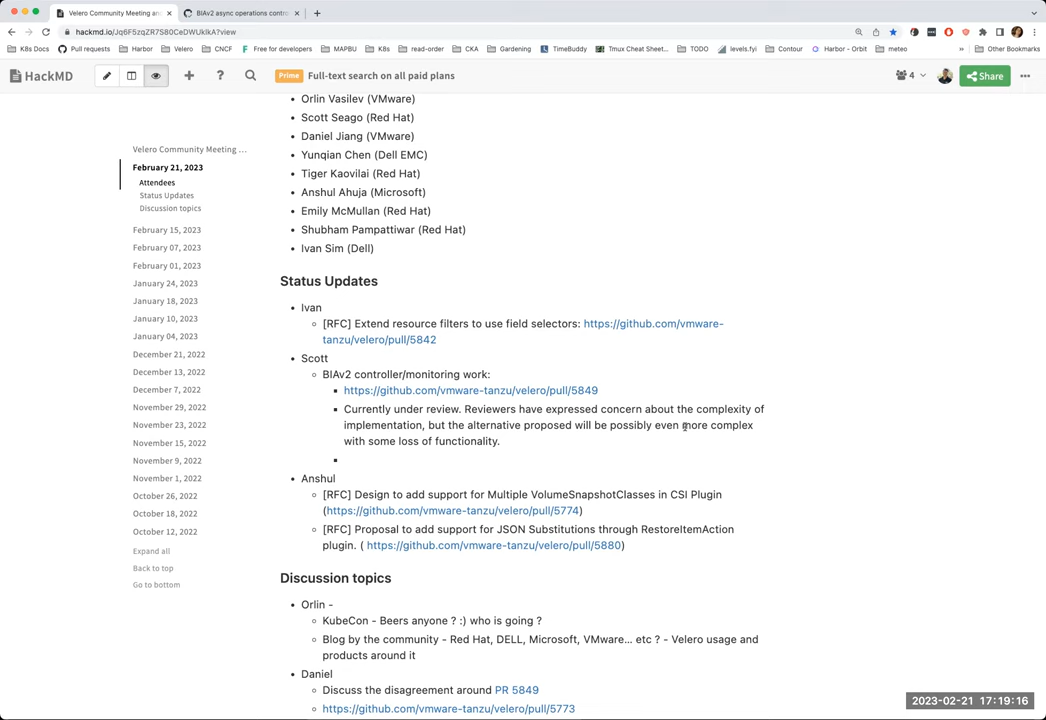 Velero Community Meeting an
BIAv2 async operations contro
hackmd.io/Jq6F5zqZR7S80CeDWUkIkA?view
K8s Docs
Pull requests
Harbor
Velero
CNCF
Free for developers
MAPBU
K8s
read-order
CKA
Gardening
TimeBuddy
Tmux Cheat Sheet...
TODO
levels.fyi
Contour
Harbor - Orbit
meteo
»
Other Bookmarks
HackMD
Prime
Full-text search on all paid plans
4
Share
Velero Community Meeting ...
February 21, 2023
Attendees
Status Updates
Discussion topics
February 15, 2023
February 07, 2023
February 01, 2023
January 24, 2023
January 18, 2023
January 10, 2023
January 04, 2023
December 21, 2022
December 13, 2022
December 7, 2022
November 29, 2022
November 23, 2022
November 15, 2022
November 9, 2022
November 1, 2022
October 26, 2022
October 18, 2022
October 12, 2022
Expand all
Back to top
Go to bottom
Orlin Vasilev (VMware)
Scott Seago (Red Hat)
Daniel Jiang (VMware)
Yunqian Chen (Dell EMC)
Tiger Kaovilai (Red Hat)
Anshul Ahuja (Microsoft)
Emily McMullan (Red Hat)
Shubham Pampattiwar (Red Hat)
Ivan Sim (Dell)
Status Updates
Ivan
[RFC] Extend resource filters to use field selectors: https://github.com/vmware-
tanzu/velero/pull/5842
Scott
BIAv2 controller/monitoring work:
https://github.com/vmware-tanzu/velero/pull/5849
Currently under review. Reviewers have expressed concern about the complexity of
implementation, but the alternative proposed will be possibly even more complex
with some loss of functionality.
Anshul
[RFC] Design to add support for Multiple VolumeSnapshotClasses in CSI Plugin
(https://github.com/vmware-tanzu/velero/pull/5774)
[RFC] Proposal to add support for JSON Substitutions through RestoreItemAction
plugin. ( https://github.com/vmware-tanzu/velero/pull/5880)
Discussion topics
Orlin -
KubeCon - Beers anyone ? :) who is going ?
Blog by the community - Red Hat, DELL, Microsoft, VMware... etc ? - Velero usage and
products around it
Daniel
Discuss the disagreement around PR 5849
https://github.com/vmware-tanzu/velero/pull/5773
2023-02-21 17:19:16